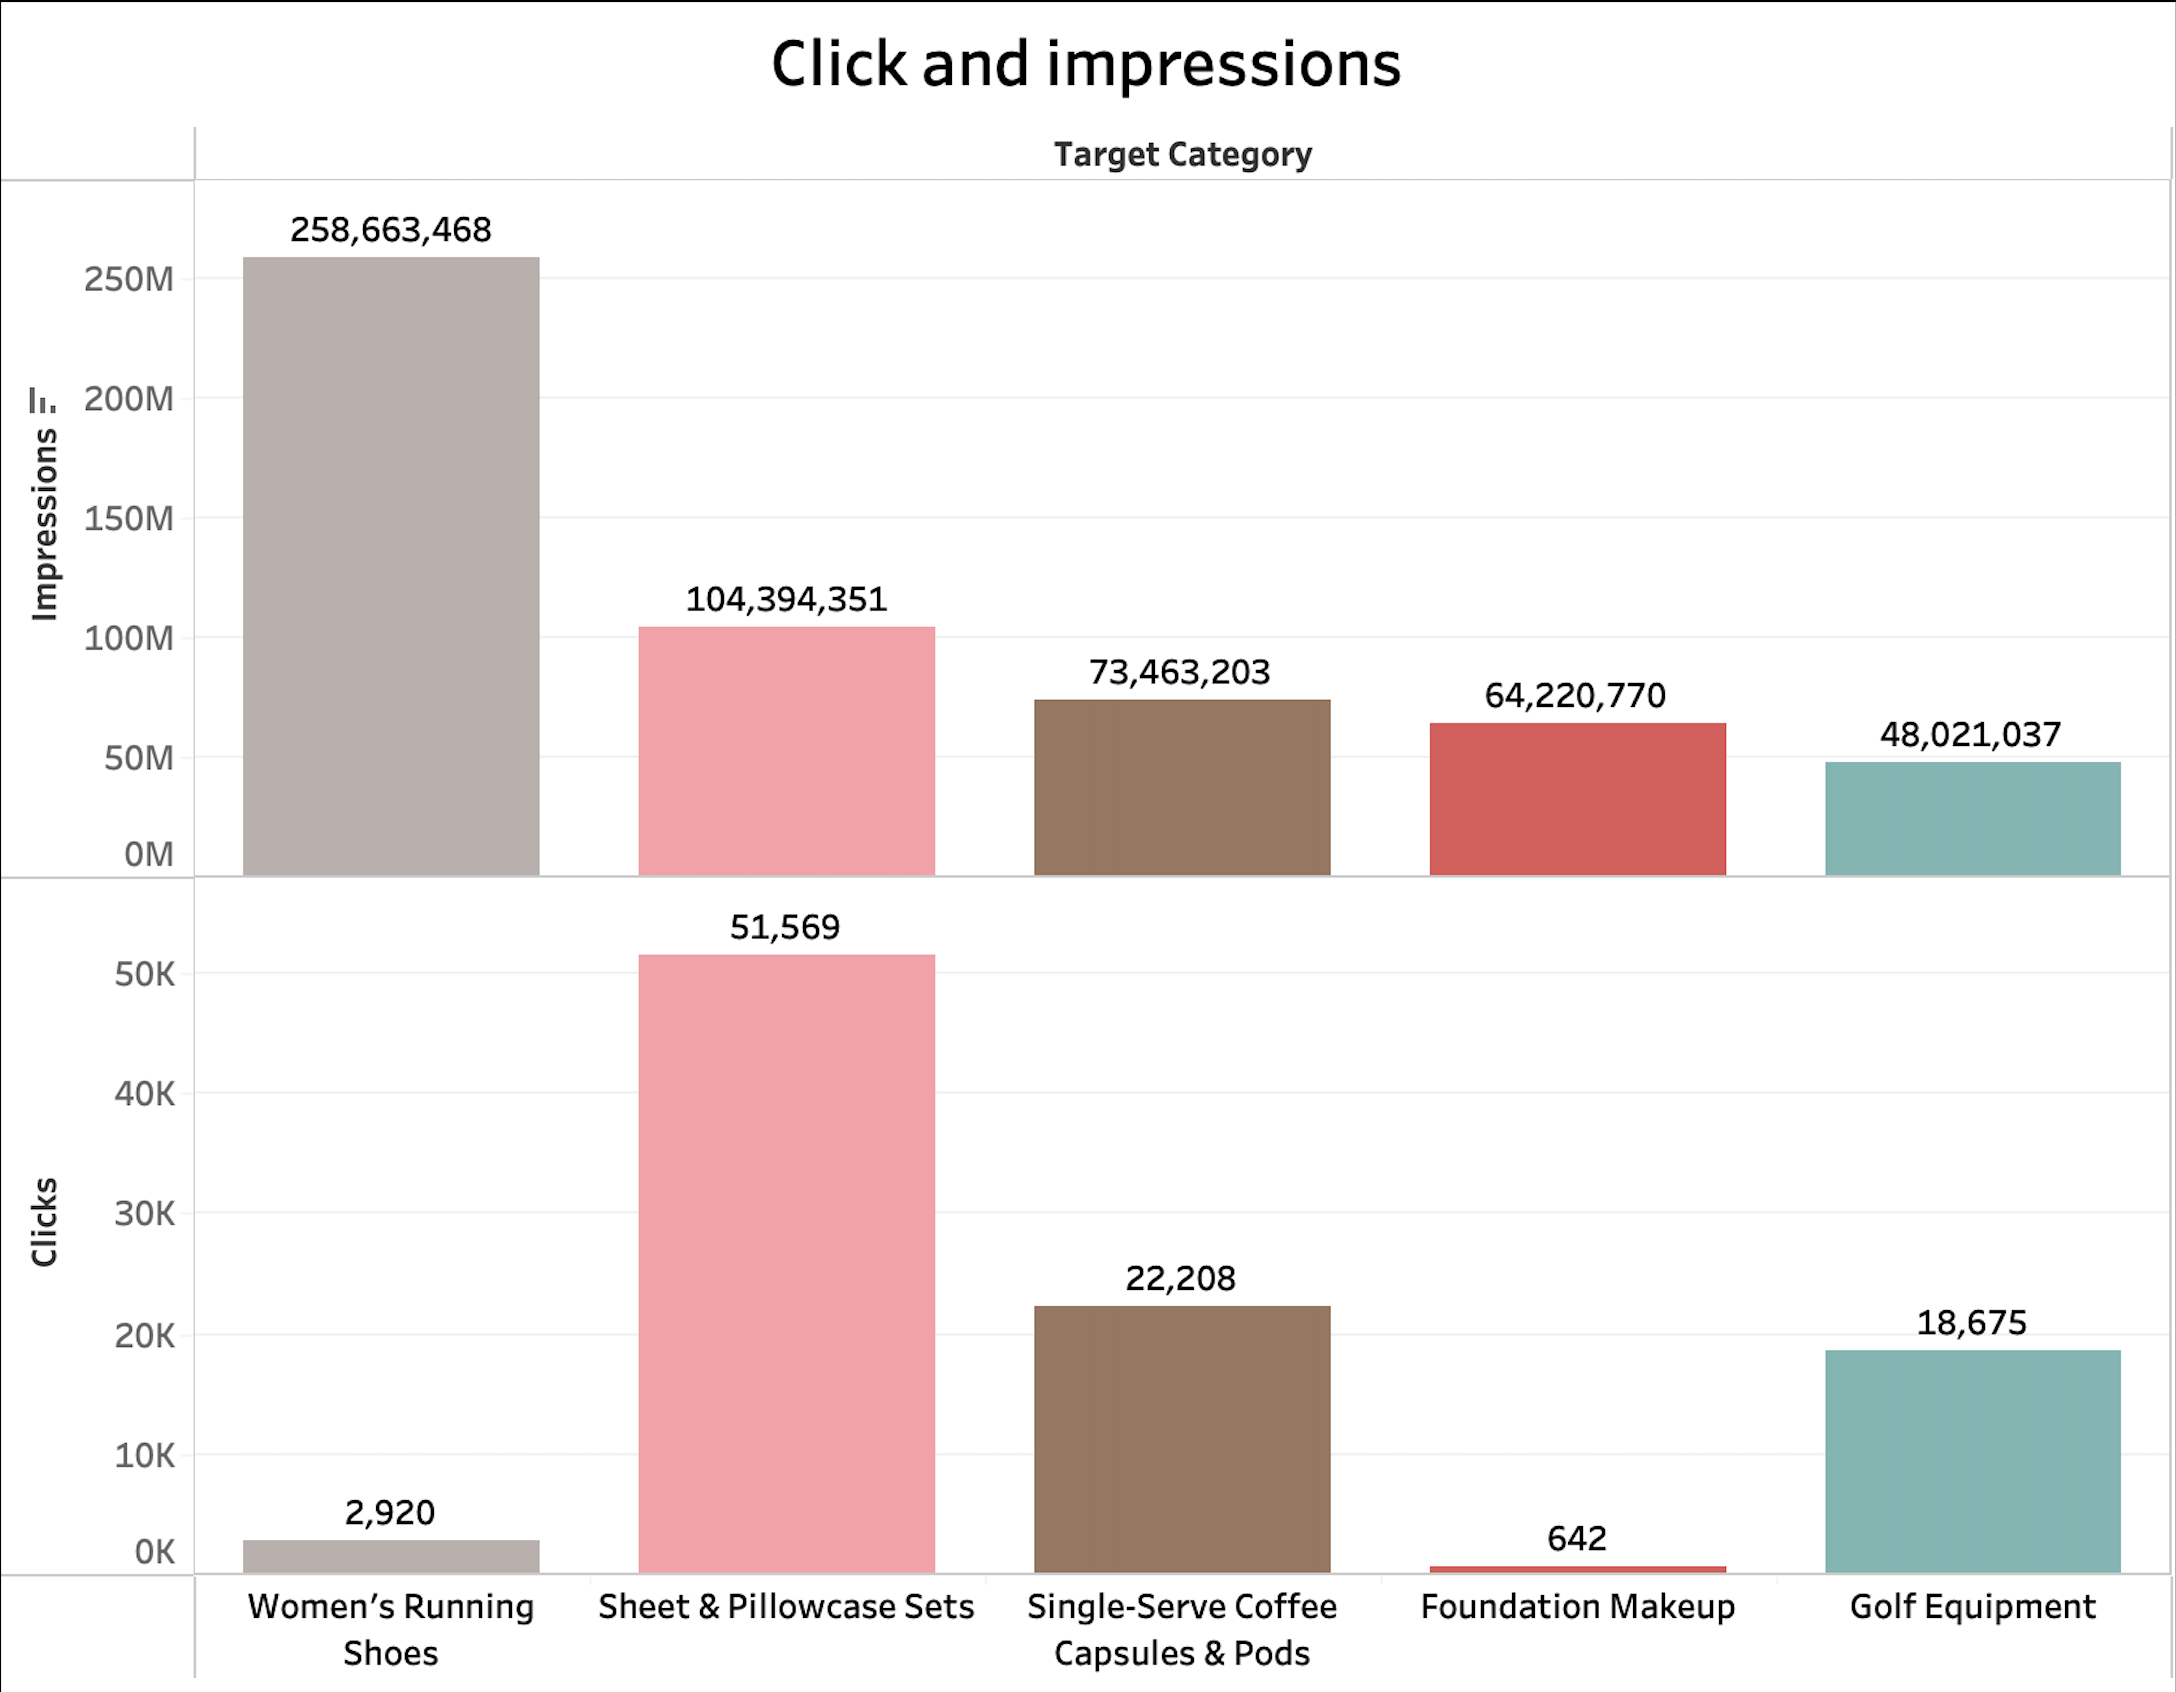 Click and impressions
Target Category
Impressions
250M
200M
150M
100M
50M
0M
258,663,468
104,394,351
73,463,203
64,220,770
48,021,037
Clicks
50K
40K
30K
20K
10K
0K
2,920
51,569
22,208
642
18,675
Women’s Running
Shoes
Sheet & Pillowcase Sets
Single-Serve Coffee
Capsules & Pods
Foundation Makeup
Golf Equipment